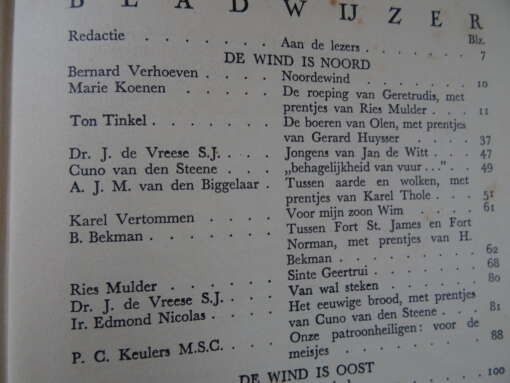 BLADWIJZER
Blz.
Redactie . . . . . . . Aan de lezers . . . . . . . 7
DE WIND IS NOORD
Bernard Verhoeven . . . . Noordewind . . . . . . . 10
Marie Koenen . . . . . . De roeping van Geretrudis, met
prentjes van Ries Mulder . . . 11
Ton Tinkel . . . . . . . De boeren van Olen, met prentjes
van Gerard Huysser . . . . . 37
Dr. J. de Vreese S.J. . . . . Jongens van Jan de Witt . . . 47
Cuno van den Steene . . . . „behagelijkheid van vuur ...” . . 49
A. J. M. van den Biggelaar . . Tussen aarde en wolken, met
prentjes van Karel Thole . . . 51
Karel Vertommen . . . . . Voor mijn zoon Wim . . . . 61
B. Bekman . . . . . . . Tussen Fort St. James en Fort
Norman, met prentjes van H.
Bekman . . . . . . . . 62
Ries Mulder . . . . . . . Sinte Geertrui . . . . . . 68
Dr. J. de Vreese S.J. . . . . Van wal steken . . . . . . 80
Ir. Edmond Nicolas . . . . . Het eeuwige brood, met prentjes
van Cuno van den Steene . . . 81
P. C. Keulers M.S.C. . . . . Onze patroonheiligen: voor de
meisjes . . . . . . . . 88
DE WIND IS OOST
100